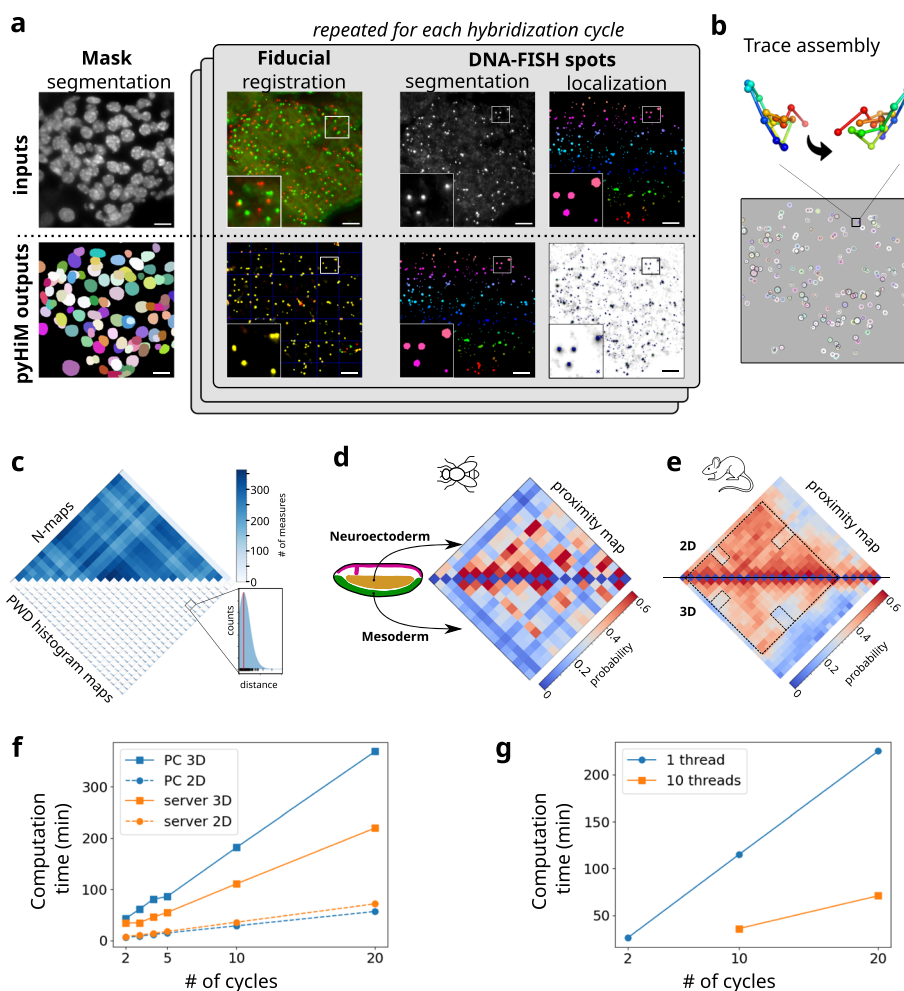 a
repeated for each hybridization cycle
Mask
segmentation
Fiducial
registration
DNA-FISH spots
segmentation
localization
inputs
pyHiM outputs
b
Trace assembly
c
N-maps
PWD histogram maps
300
200
100
0
# of measures
counts
distance
d
Neuroectoderm
Mesoderm
proximity map
0.6
0.4
0.2
0
probability
e
proximity map
2D
3D
0.6
0.4
0.2
0
probability
f
PC 3D
PC 2D
server 3D
server 2D
Computation
time (min)
300
200
100
0
2
5
10
20
# of cycles
g
1 thread
10 threads
Computation
time (min)
200
150
100
50
2
10
20
# of cycles